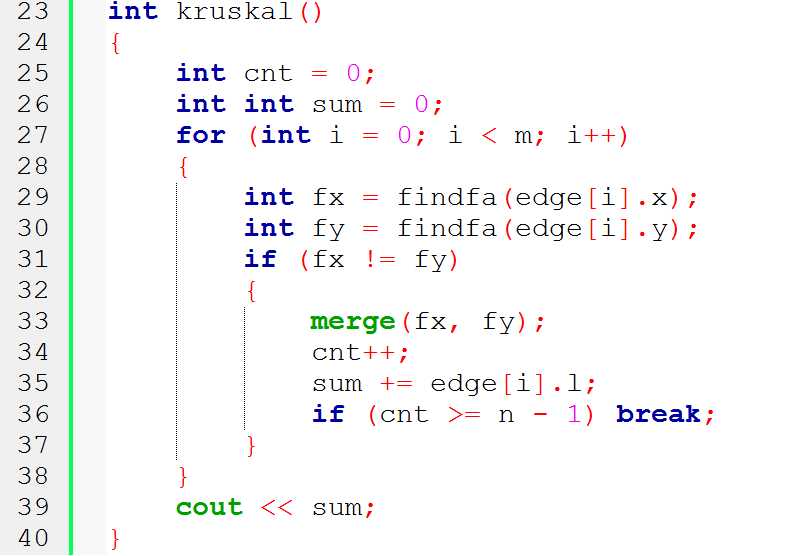 23 int kruskal()
24 {
25     int cnt = 0;
26     int int sum = 0;
27     for (int i = 0; i < m; i++)
28     {
29         int fx = findfa(edge[i].x);
30         int fy = findfa(edge[i].y);
31         if (fx != fy)
32         {
33             merge(fx, fy);
34             cnt++;
35             sum += edge[i].l;
36             if (cnt >= n - 1) break;
37         }
38     }
39     cout << sum;
40 }